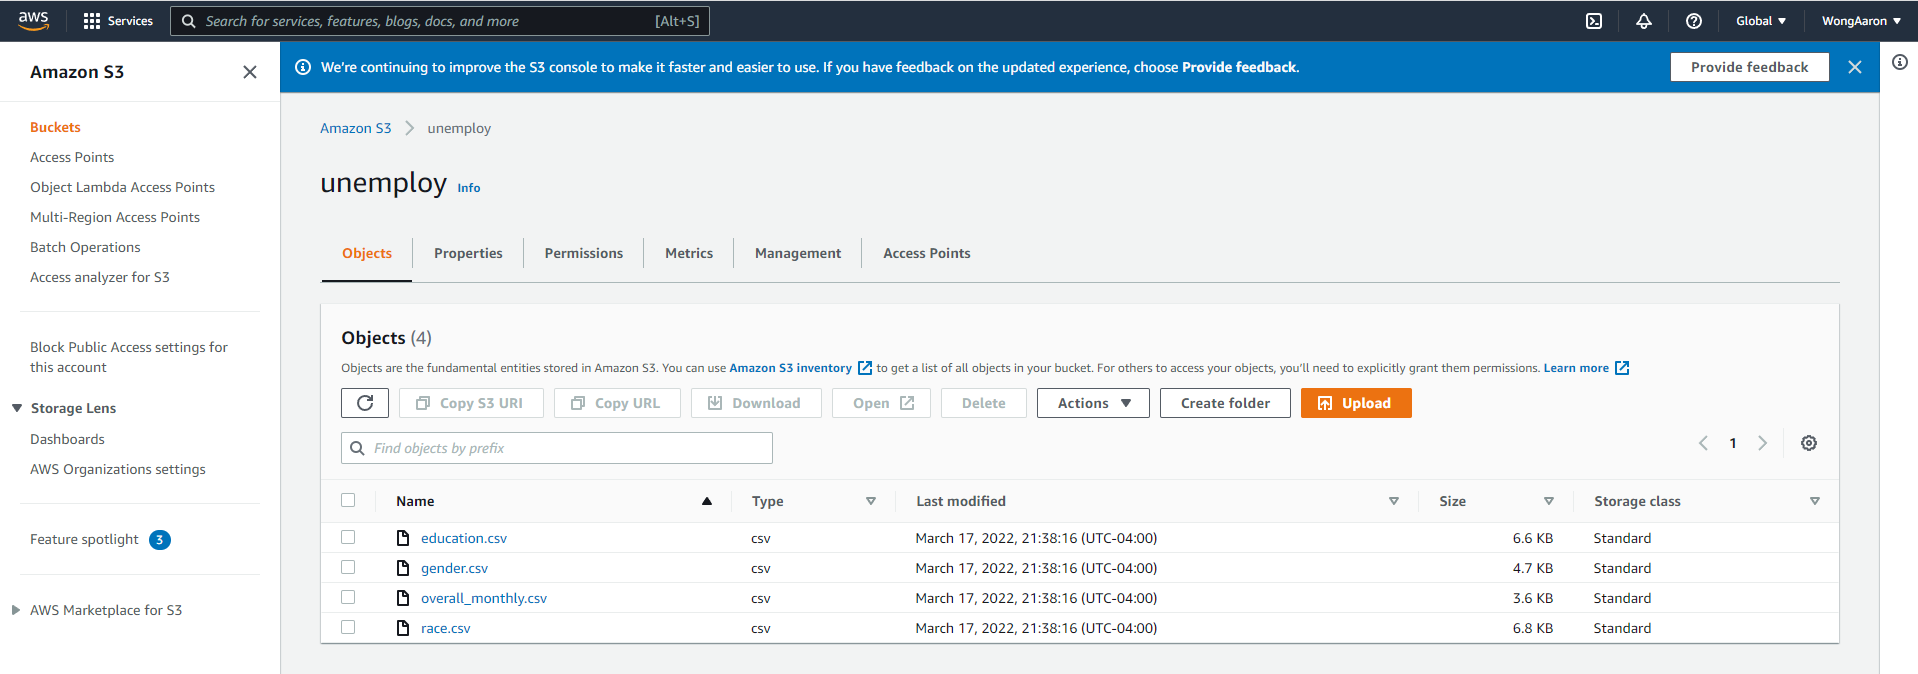 aws Services Search for services, features, blogs, docs, and more [Alt+S] Global WongAaron
Amazon S3
We're continuing to improve the S3 console to make it faster and easier to use. If you have feedback on the updated experience, choose Provide feedback. Provide feedback
Buckets
Access Points
Object Lambda Access Points
Multi-Region Access Points
Batch Operations
Access analyzer for S3
Block Public Access settings for
this account
Storage Lens
Dashboards
AWS Organizations settings
Feature spotlight 3
AWS Marketplace for S3
Amazon S3 unemploy
unemploy Info
Objects Properties Permissions Metrics Management Access Points
Objects (4)
Objects are the fundamental entities stored in Amazon S3. You can use Amazon S3 inventory to get a list of all objects in your bucket. For others to access your objects, you'll need to explicitly grant them permissions. Learn more
Copy S3 URI Copy URL Download Open Delete Actions Create folder Upload
Find objects by prefix 1
Name Type Last modified Size Storage class
education.csv csv March 17, 2022, 21:38:16 (UTC-04:00) 6.6 KB Standard
gender.csv csv March 17, 2022, 21:38:16 (UTC-04:00) 4.7 KB Standard
overall_monthly.csv csv March 17, 2022, 21:38:16 (UTC-04:00) 3.6 KB Standard
race.csv csv March 17, 2022, 21:38:16 (UTC-04:00) 6.8 KB Standard